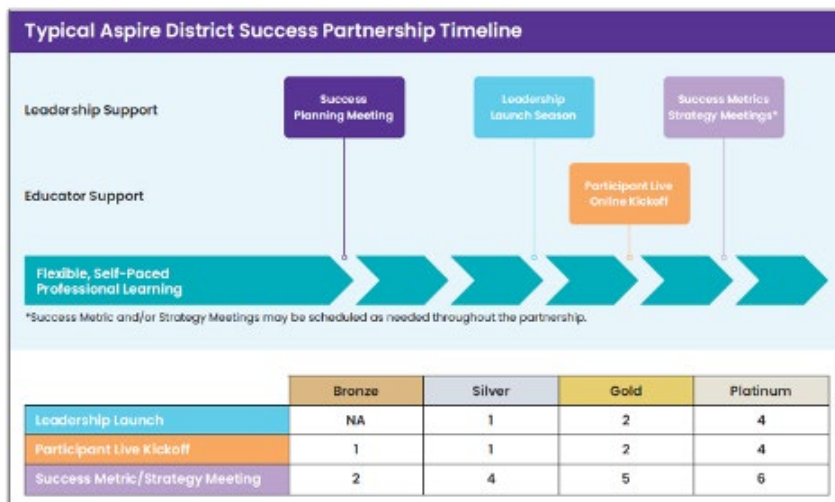 Typical Aspire District Success Partnership Timeline
Leadership Support
Success
Planning Meeting
Leadership
Launch Season
Success Metrics
Strategy Meetings*
Educator Support
Participant Live
Online Kickoff
Flexible, Self-Paced
Professional Learning
*Success Metric and/or Strategy Meetings may be scheduled as needed throughout the partnership.
Bronze Silver Gold Platinum
Leadership Launch NA 1 2 4
Participant Live Kickoff 1 1 2 4
Success Metric/Strategy Meeting 2 4 5 6